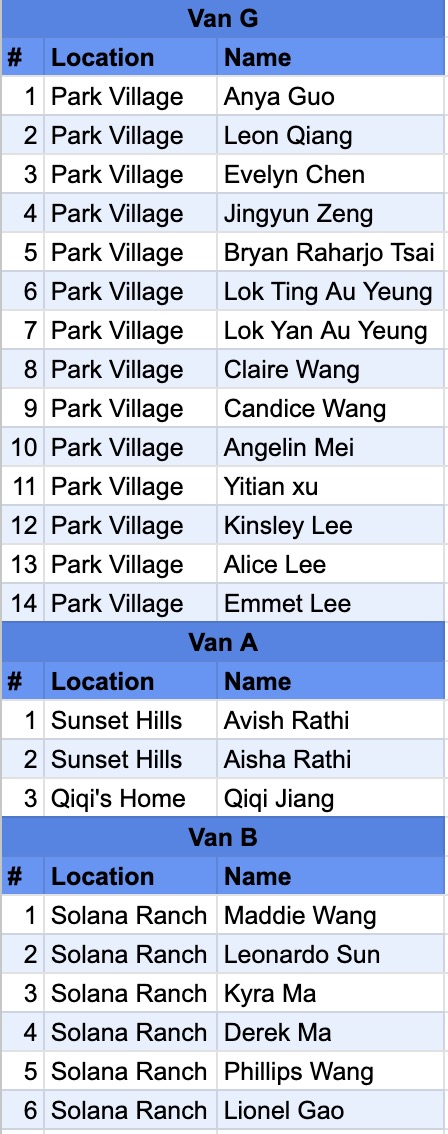 Van G
# Location Name
1 Park Village Anya Guo
2 Park Village Leon Qiang
3 Park Village Evelyn Chen
4 Park Village Jingyun Zeng
5 Park Village Bryan Raharjo Tsai
6 Park Village Lok Ting Au Yeung
7 Park Village Lok Yan Au Yeung
8 Park Village Claire Wang
9 Park Village Candice Wang
10 Park Village Angelin Mei
11 Park Village Yitian xu
12 Park Village Kinsley Lee
13 Park Village Alice Lee
14 Park Village Emmet Lee
Van A
# Location Name
1 Sunset Hills Avish Rathi
2 Sunset Hills Aisha Rathi
3 Qiqi's Home Qiqi Jiang
Van B
# Location Name
1 Solana Ranch Maddie Wang
2 Solana Ranch Leonardo Sun
3 Solana Ranch Kyra Ma
4 Solana Ranch Derek Ma
5 Solana Ranch Phillips Wang
6 Solana Ranch Lionel Gao